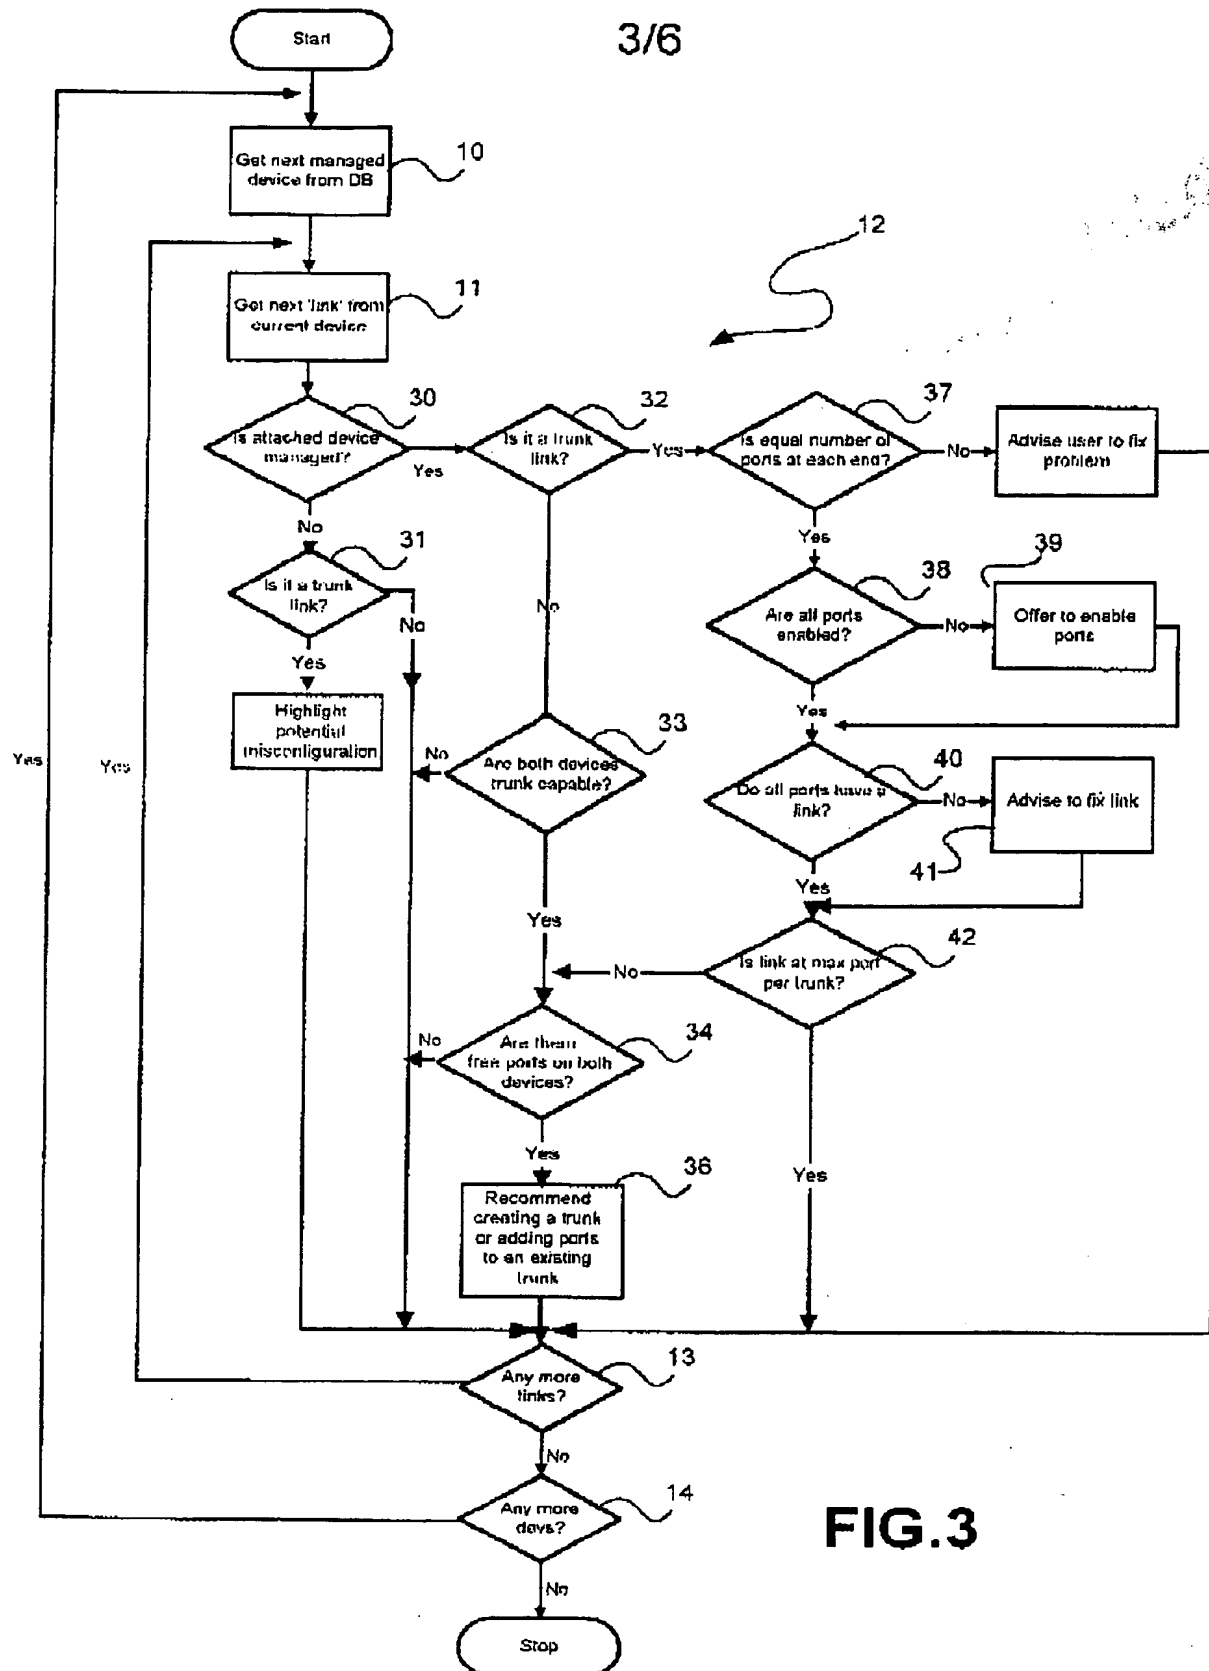 Start
3/6
Get next managed
device from DB
10
12
Get next 'link' from
current device
11
Is attached device
managed?
30
Yes
Is it a trunk
link?
32
Yes
Is equal number of
ports at each end?
37
No
Advise user to fix
problem
No
Yes
Is it a trunk
link?
31
No
Yes
No
Are all ports
enabled?
38
No
Offer to enable
ports
39
Yes
Highlight
potential
misconfiguration
Yes
Yes
No
Are both devices
trunk capable?
33
Do all ports have a
link?
40
No
Advise to fix link
41
Yes
Yes
Is link at max port
per trunk?
42
No
No
Are them
free ports on both
devices?
34
Yes
Yes
Recommend
creating a trunk
or adding ports
to an existing
trunk
36
Any more
links?
13
No
Any more
devs?
14
No
Stop
FIG.3